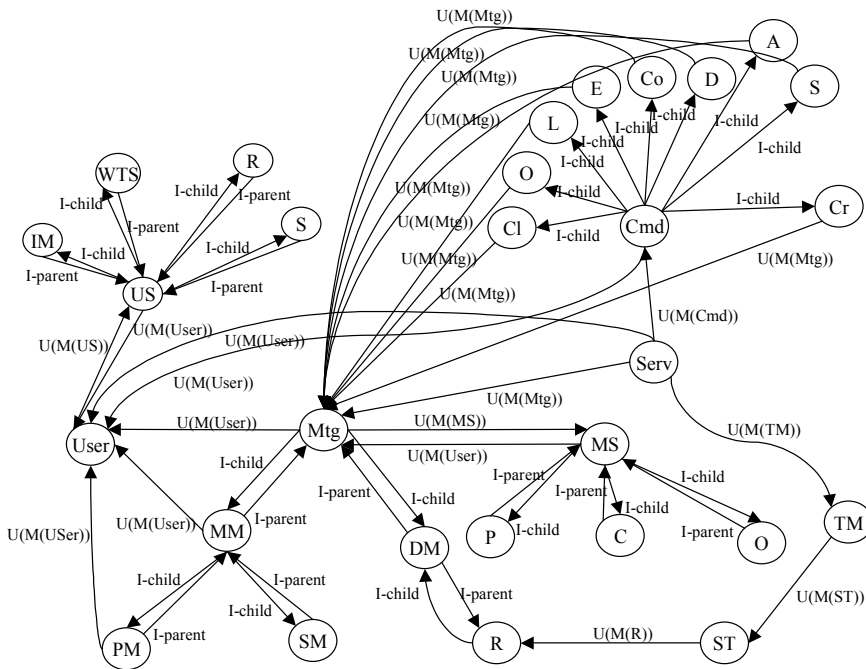 U(M(Mtg))
A
U(M(Mtg))
Co
D
U(M(Mtg))
E
S
U(M(Mtg))
L
I-child
I-child
I-child
U(M(Mtg))
I-child
I-child
WTS
R
O
I-child
I-child
I-child
I-parent
U(M(Mtg))
I-child
Cr
I-parent
Cl
Cmd
IM
I-child
I-child
S
U(M(Mtg))
I-child
I-parent
I-parent
U(M(Mtg))
U(M(Mtg))
US
U(M(Cmd))
U(M(User))
U(M(User))
U(M(US))
Serv
U(M(User))
U(M(Mtg))
U(M(User))
Mtg
U(M(MS))
U(M(TM))
User
MS
U(M(User))
I-child
I-parent
I-child
I-parent
I-child
I-parent
I-child
U(M(User))
I-parent
I-parent
TM
U(M(USer))
MM
P
I-child
C
O
DM
I-child
I-parent
I-child
I-parent
U(M(ST))
I-child
PM
I-parent
SM
R
U(M(R))
ST